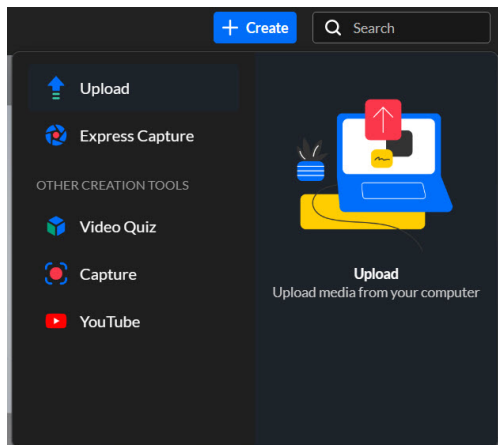 + Create
Search
Upload
Express Capture
OTHER CREATION TOOLS
Video Quiz
Capture
YouTube
Upload
Upload media from your computer